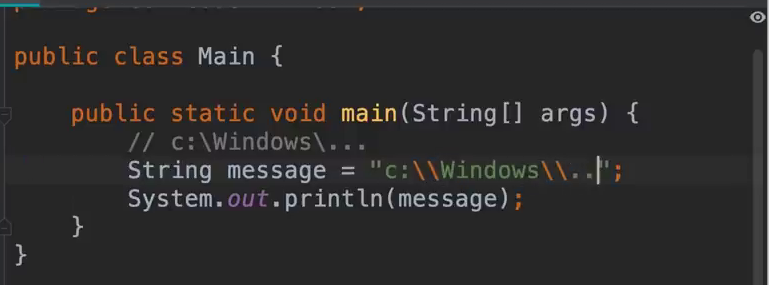 public class Main {
public static void main(String[] args) {
// c:\Windows\...
String message = "c:\\Windows\\..";
System.out.println(message);
}
}